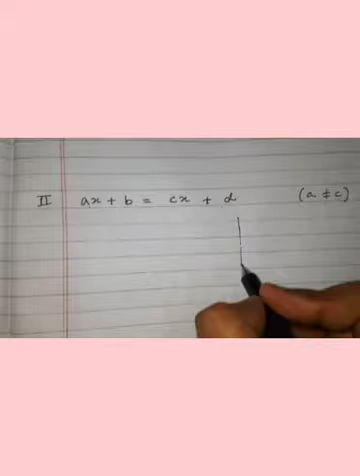 II ax + b = cx + d (a ≠ c)